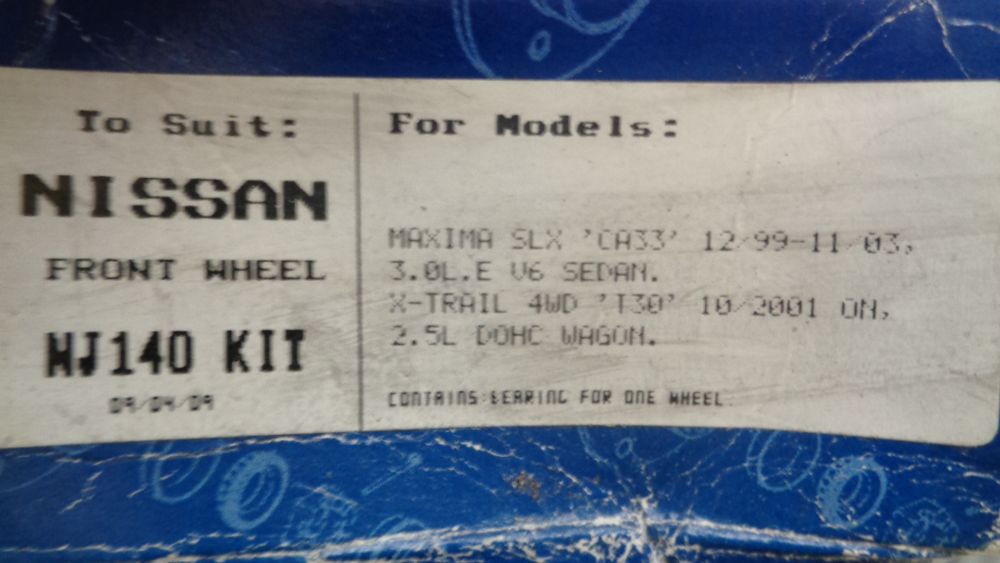 To Suit:
NISSAN
FRONT WHEEL
WJ140 KIT
09/04/09
For Models:
MAXIMA SLX 'CA33' 12/99-11/03,
3.0L.E V6 SEDAN.
X-TRAIL 4WD 'T30' 10/2001 ON,
2.5L DOHC WAGON.
CONTAINS BEARING FOR ONE WHEEL.